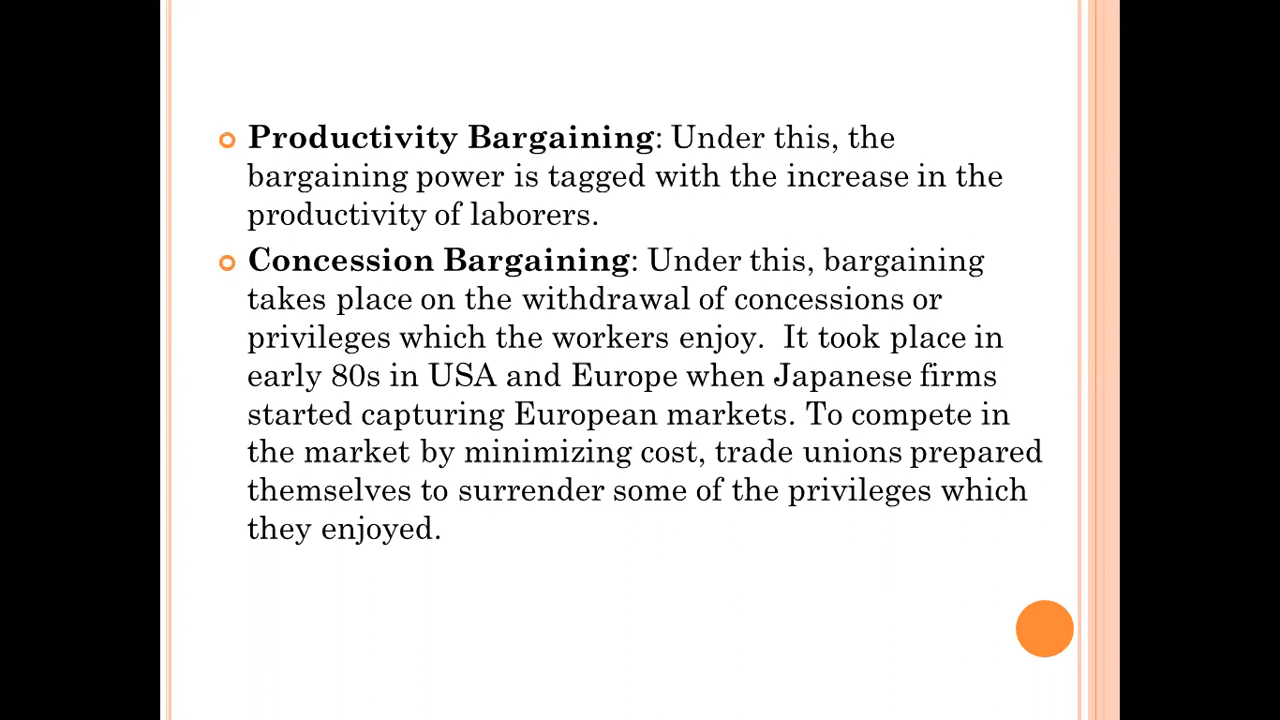 Productivity Bargaining: Under this, the
bargaining power is tagged with the increase in the
productivity of laborers.
Concession Bargaining: Under this, bargaining
takes place on the withdrawal of concessions or
privileges which the workers enjoy.  It took place in
early 80s in USA and Europe when Japanese firms
started capturing European markets. To compete in
the market by minimizing cost, trade unions prepared
themselves to surrender some of the privileges which
they enjoyed.